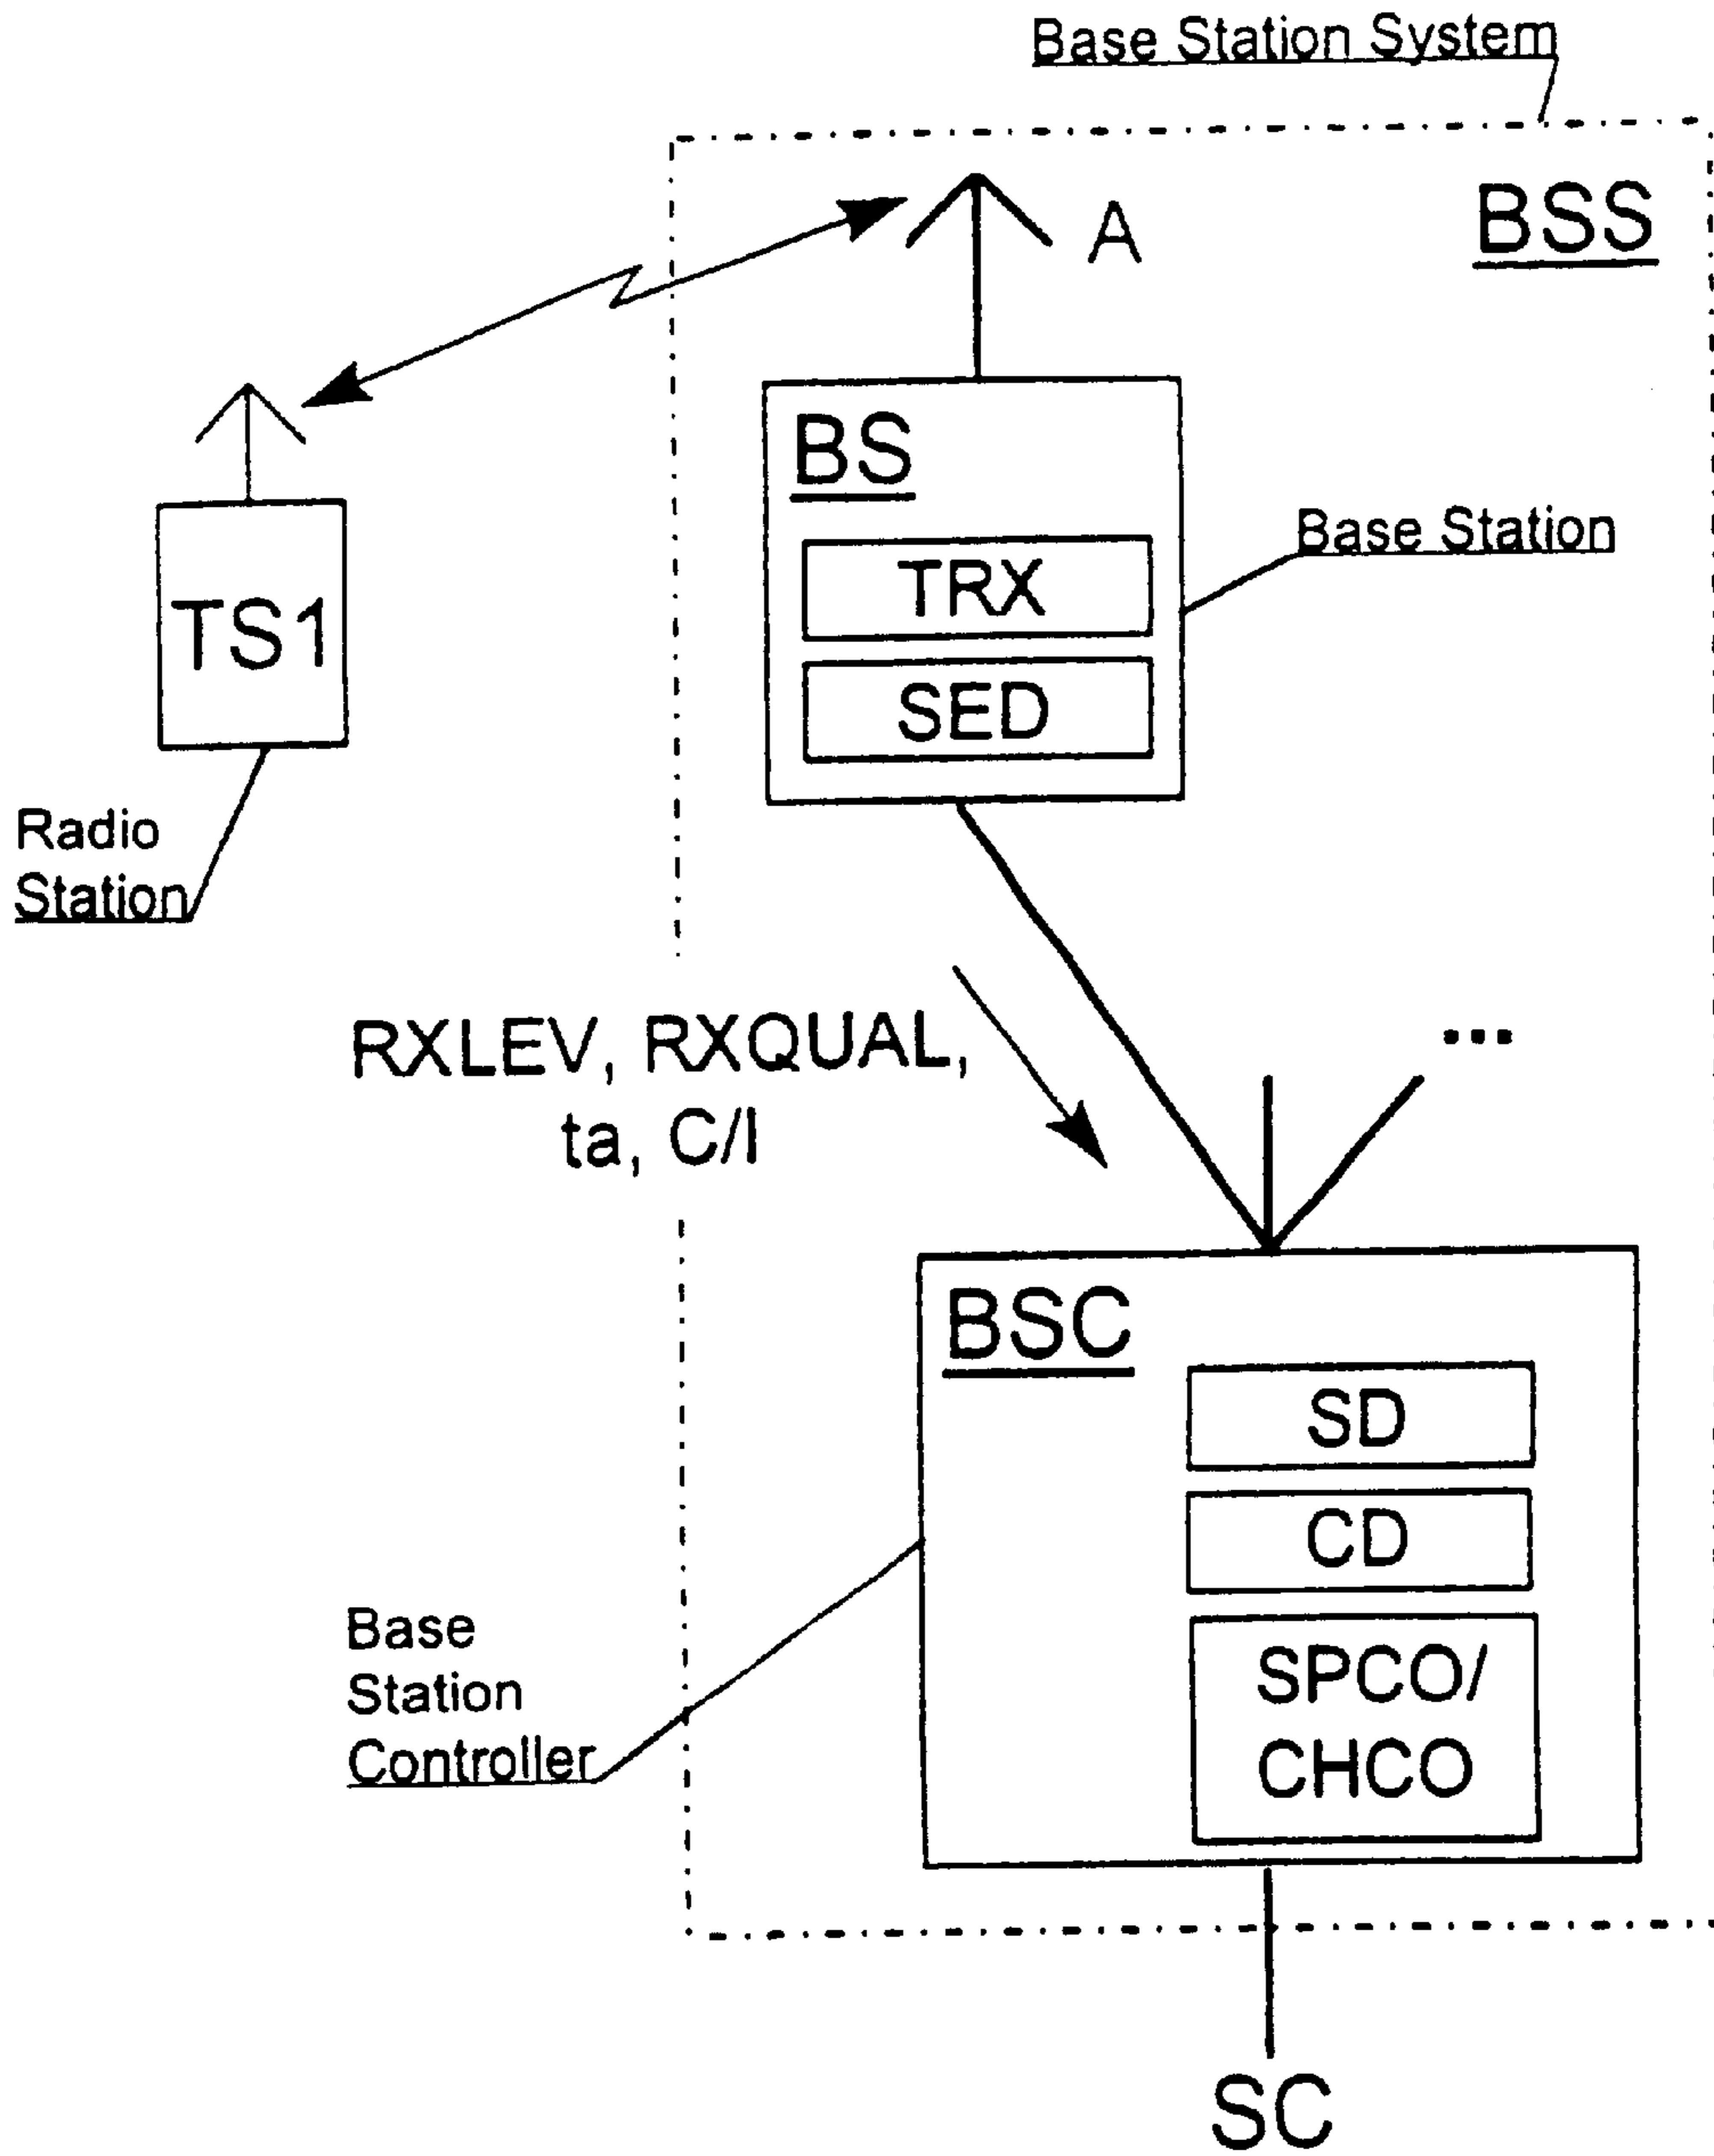 Base Station System
BSS
A
BS
TRX
SED
Base Station
TS1
Radio
Station
RXLEV, RXQUAL,
ta, C/I
...
BSC
SD
CD
SPCO/
CHCO
Base
Station
Controller
SC